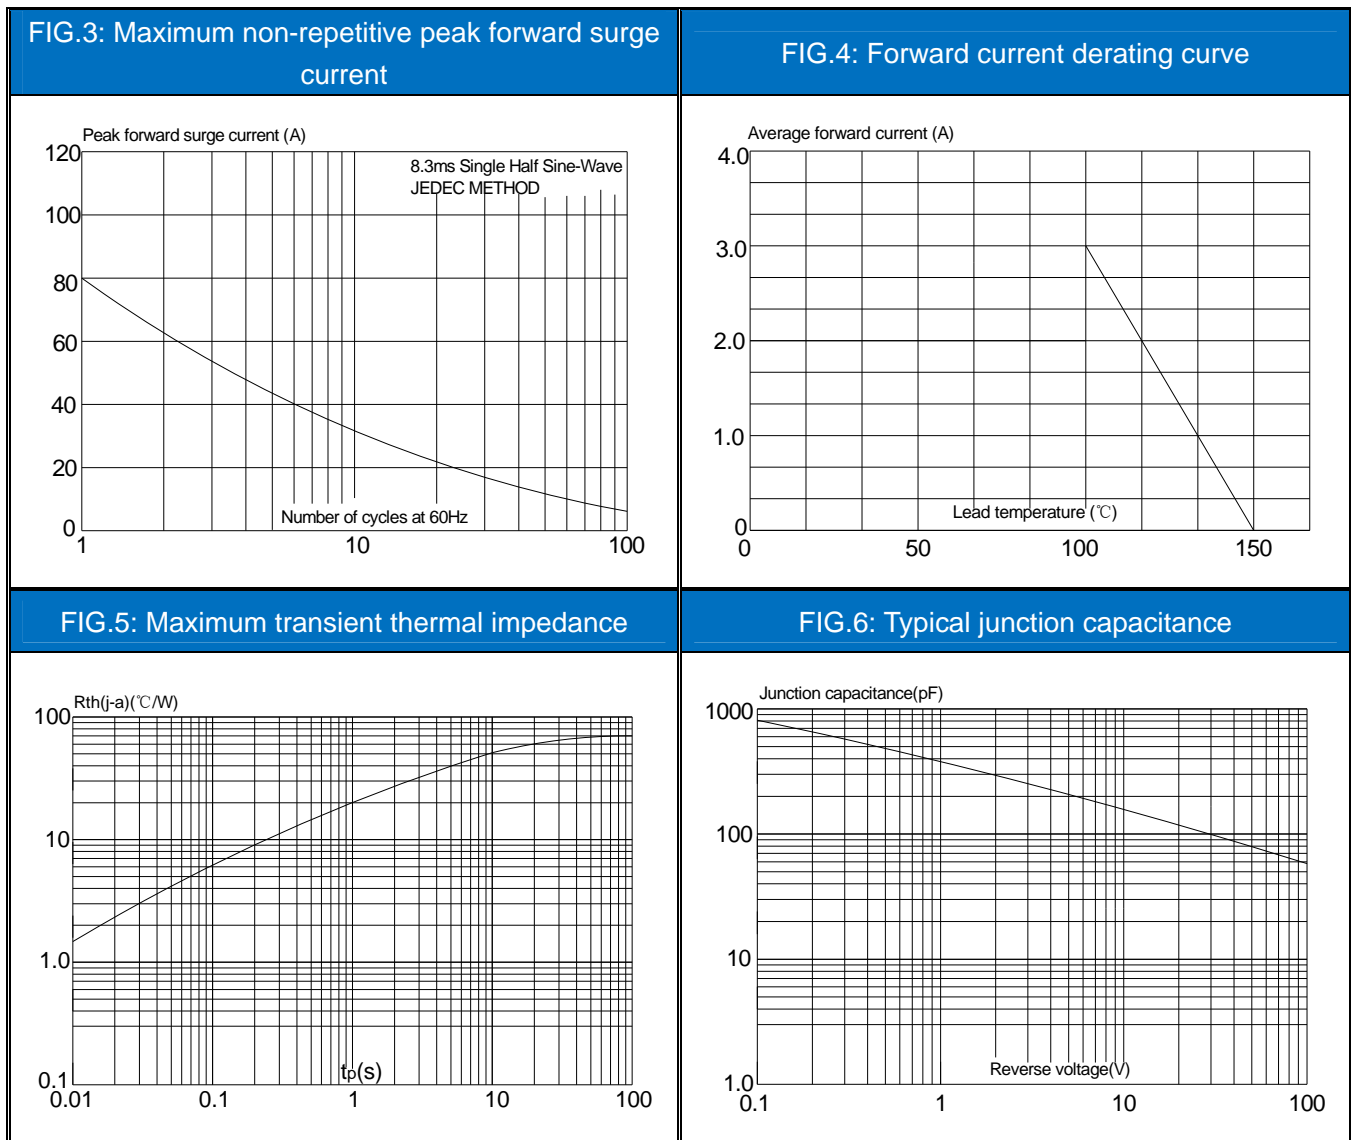 FIG.3: Maximum non-repetitive peak forward surge
current
Peak forward surge current (A)
8.3ms Single Half Sine-Wave
JEDEC METHOD
120
100
80
60
40
20
0
Number of cycles at 60Hz
1
10
100
FIG.4: Forward current derating curve
Average forward current (A)
4.0
3.0
2.0
1.0
0
Lead temperature (℃)
0
50
100
150
FIG.5: Maximum transient thermal impedance
Rth(j-a)(℃/W)
100
10
1.0
0.1
tp(s)
0.01
0.1
1
10
100
FIG.6: Typical junction capacitance
Junction capacitance(pF)
1000
100
10
1.0
Reverse voltage(V)
0.1
1
10
100